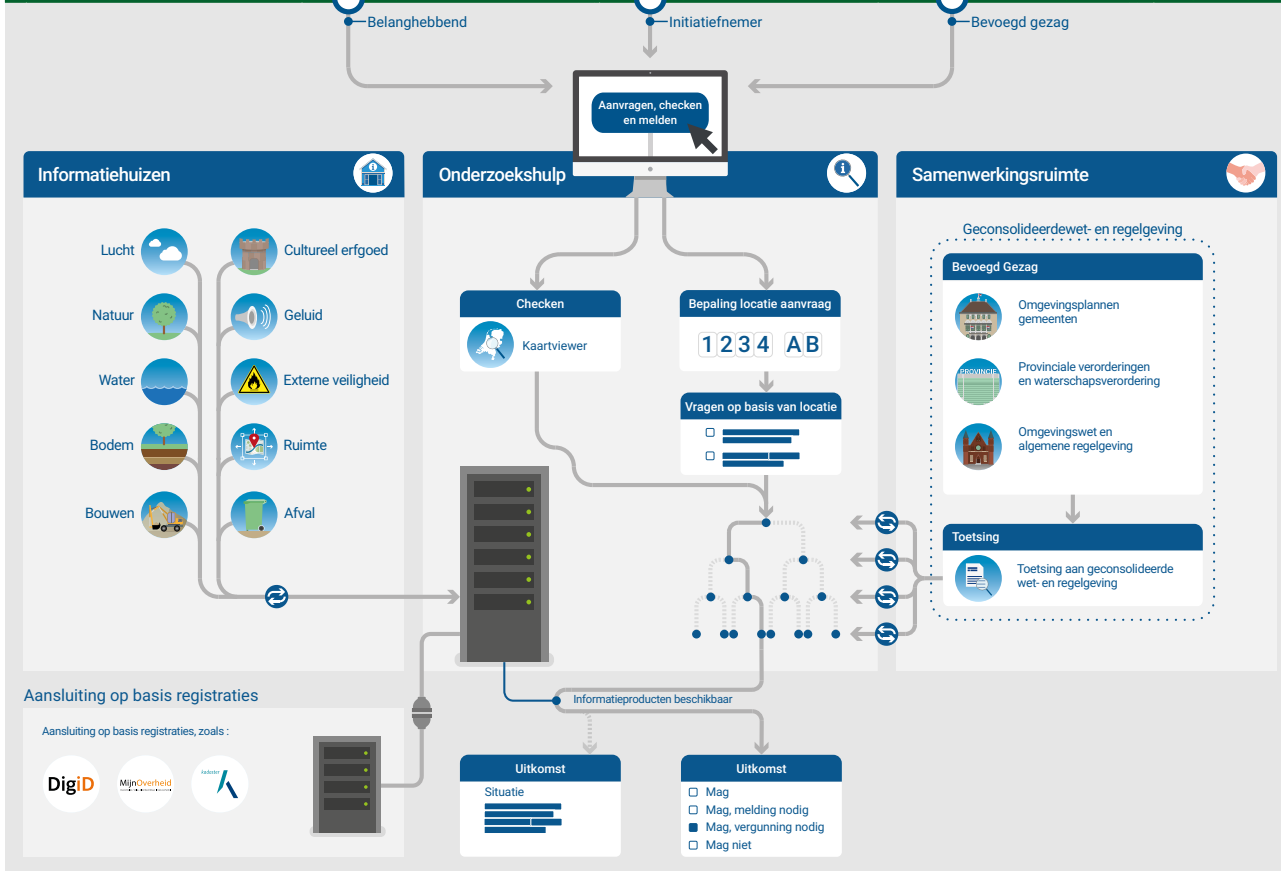 Belanghebbend
Initiatiefnemer
Bevoegd gezag
Aanvragen, checken
en melden
Informatiehuizen
Onderzoekshulp
Samenwerkingsruimte
Lucht
Cultureel erfgoed
Natuur
Geluid
Water
Externe veiligheid
Bodem
Ruimte
Bouwen
Afval
Checken
Kaartviewer
Bepaling locatie aanvraag
1234 AB
Vragen op basis van locatie
Geconsolideerdewet- en regelgeving
Bevoegd Gezag
Omgevingsplannen
gemeenten
PROVINCIE
Provinciale verordeningen
en waterschapsverordening
Omgevingswet en
algemene regelgeving
Toetsing
Toetsing aan geconsolideerde
wet- en regelgeving
Aansluiting op basis registraties
Aansluiting op basis registraties, zoals :
DigiD
MijnOverheid
kadaster
Informatieproducten beschikbaar
Uitkomst
Situatie
Uitkomst
Mag
Mag, melding nodig
Mag, vergunning nodig
Mag niet